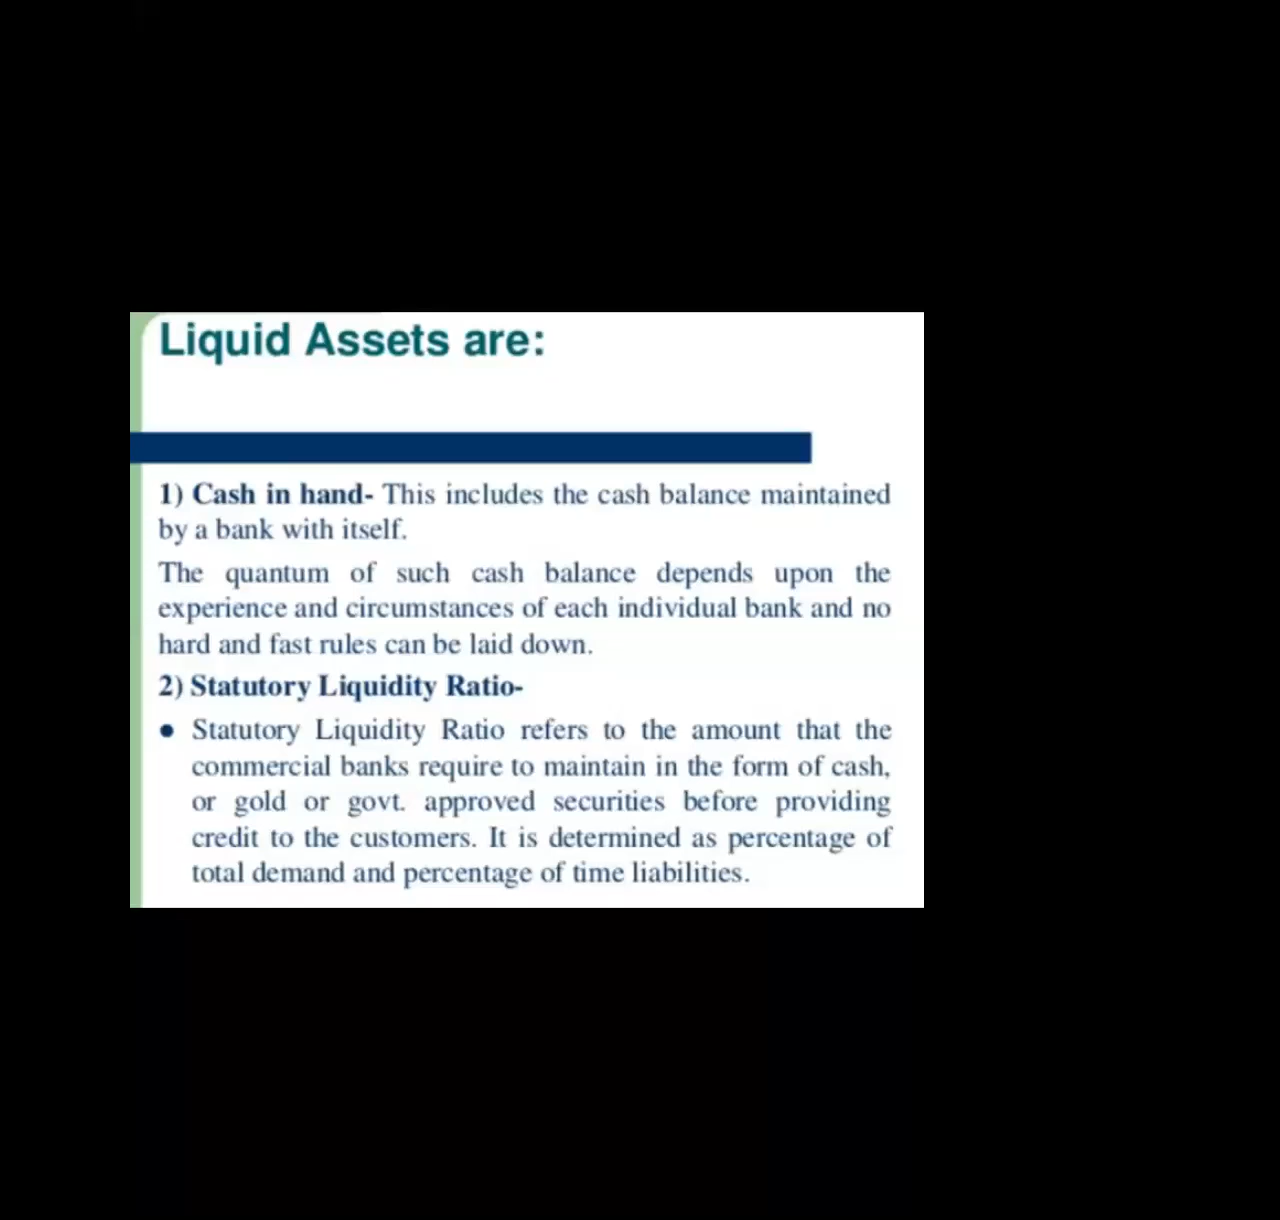 Liquid Assets are:
1) Cash in hand- This includes the cash balance maintained
by a bank with itself.
The quantum of such cash balance depends upon the
experience and circumstances of each individual bank and no
hard and fast rules can be laid down.
2) Statutory Liquidity Ratio-
● Statutory Liquidity Ratio refers to the amount that the
commercial banks require to maintain in the form of cash,
or gold or govt. approved securities before providing
credit to the customers. It is determined as percentage of
total demand and percentage of time liabilities.